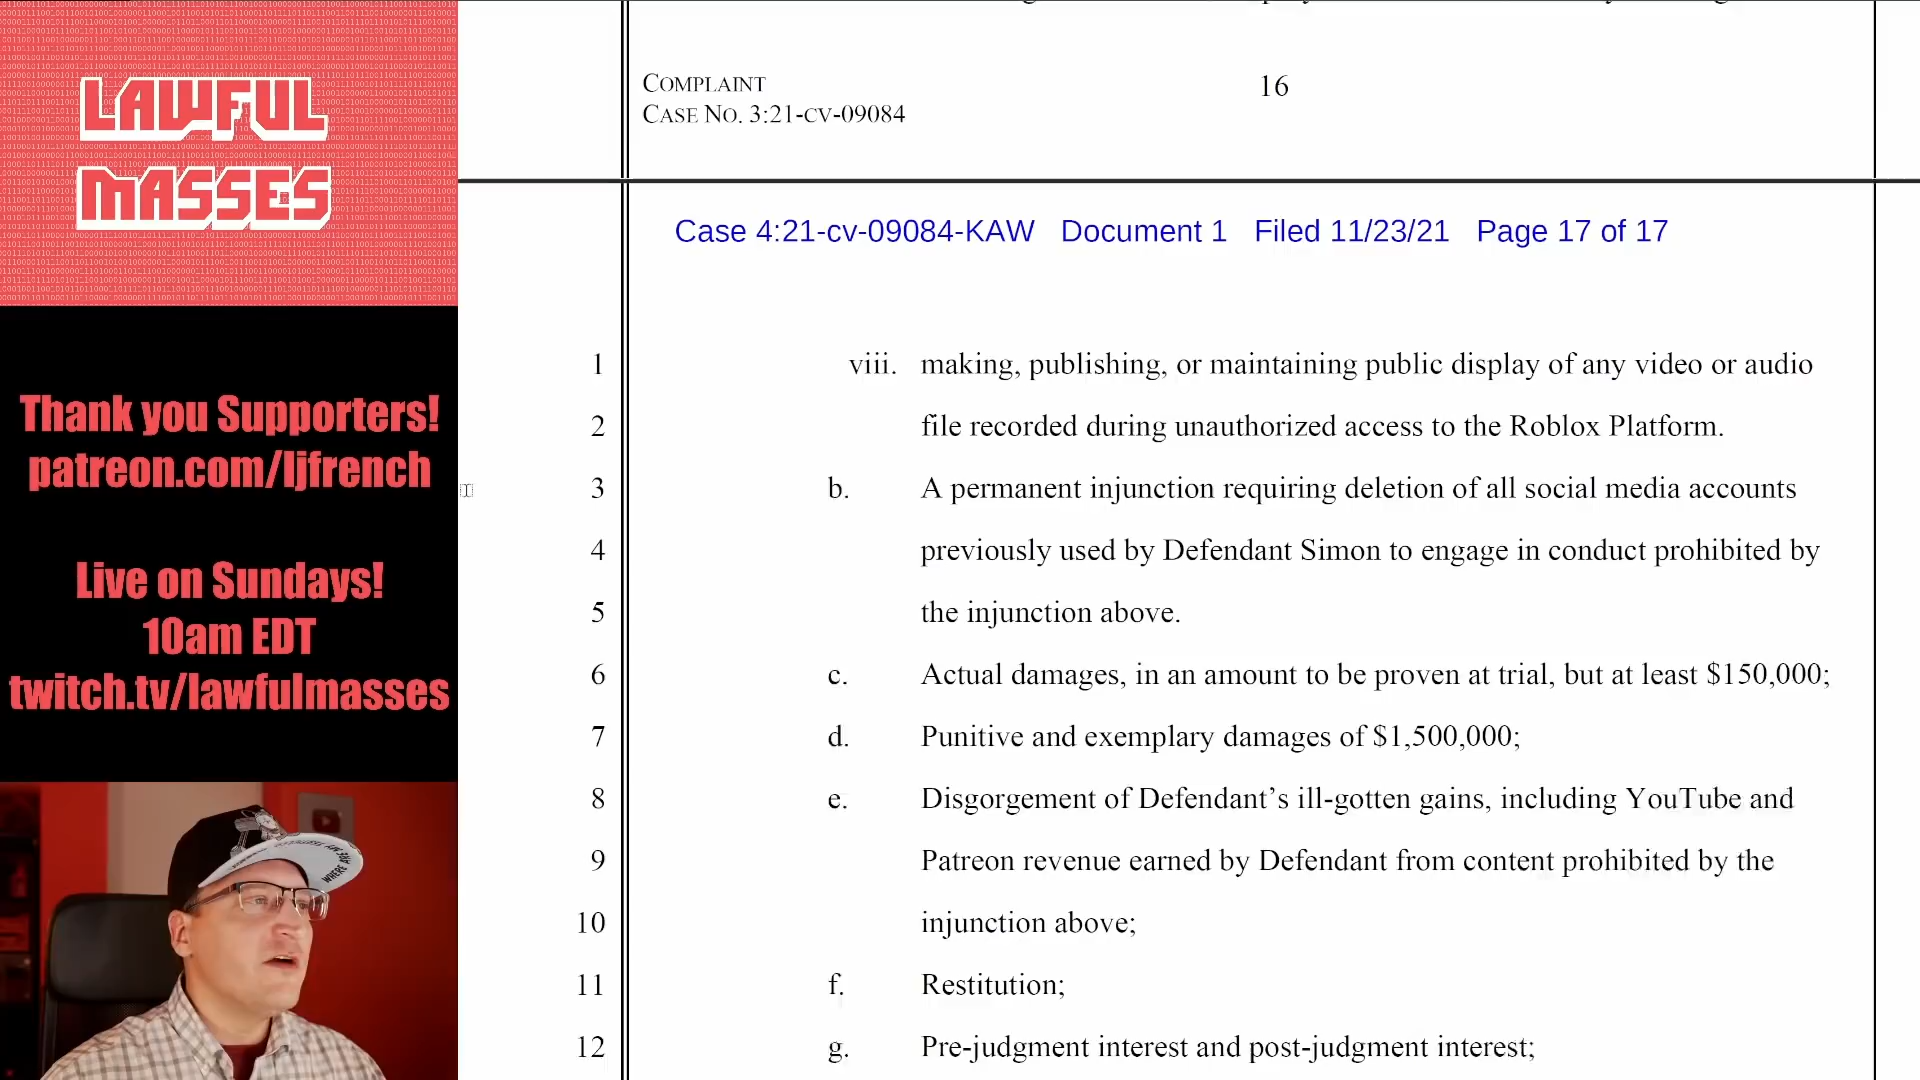 LAWFUL
MASSES
Thank you Supporters!
patreon.com/ljfrench
Live on Sundays!
10am EDT
twitch.tv/lawfulmasses
WHERE ARE
COMPLAINT
16
CASE NO. 3:21-CV-09084
Case 4:21-cv-09084-KAW Document 1 Filed 11/23/21 Page 17 of 17
1 viii. making, publishing, or maintaining public display of any video or audio
2 file recorded during unauthorized access to the Roblox Platform.
3 b. A permanent injunction requiring deletion of all social media accounts
4 previously used by Defendant Simon to engage in conduct prohibited by
5 the injunction above.
6 c. Actual damages, in an amount to be proven at trial, but at least $150,000;
7 d. Punitive and exemplary damages of $1,500,000;
8 e. Disgorgement of Defendant’s ill-gotten gains, including YouTube and
9 Patreon revenue earned by Defendant from content prohibited by the
10 injunction above;
11 f. Restitution;
12 g. Pre-judgment interest and post-judgment interest;